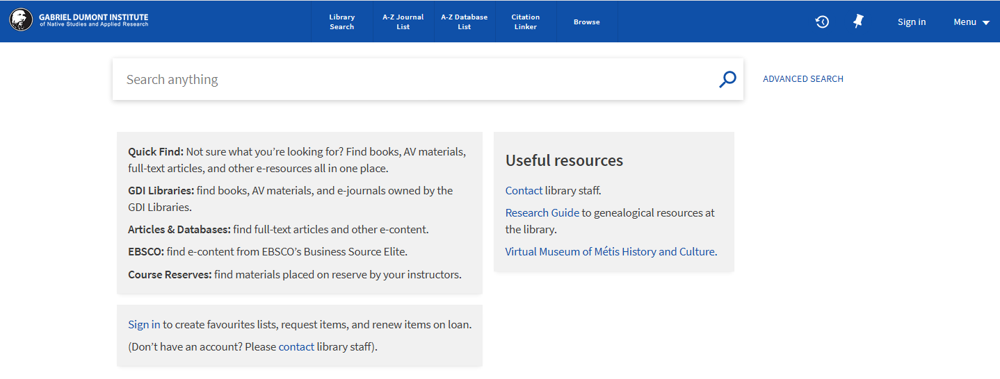 GABRIEL DUMONT INSTITUTE
of Native Studies and Applied Research
Library
Search
A-Z Journal
List
A-Z Database
List
Citation
Linker
Browse
Sign in
Menu
Search anything
ADVANCED SEARCH
Quick Find: Not sure what you’re looking for? Find books, AV materials,
full-text articles, and other e-resources all in one place.
GDI Libraries: find books, AV materials, and e-journals owned by the
GDI Libraries.
Articles & Databases: find full-text articles and other e-content.
EBSCO: find e-content from EBSCO’s Business Source Elite.
Course Reserves: find materials placed on reserve by your instructors.
Sign in to create favourites lists, request items, and renew items on loan.
(Don’t have an account? Please contact library staff).
Useful resources
Contact library staff.
Research Guide to genealogical resources at
the library.
Virtual Museum of Métis History and Culture.